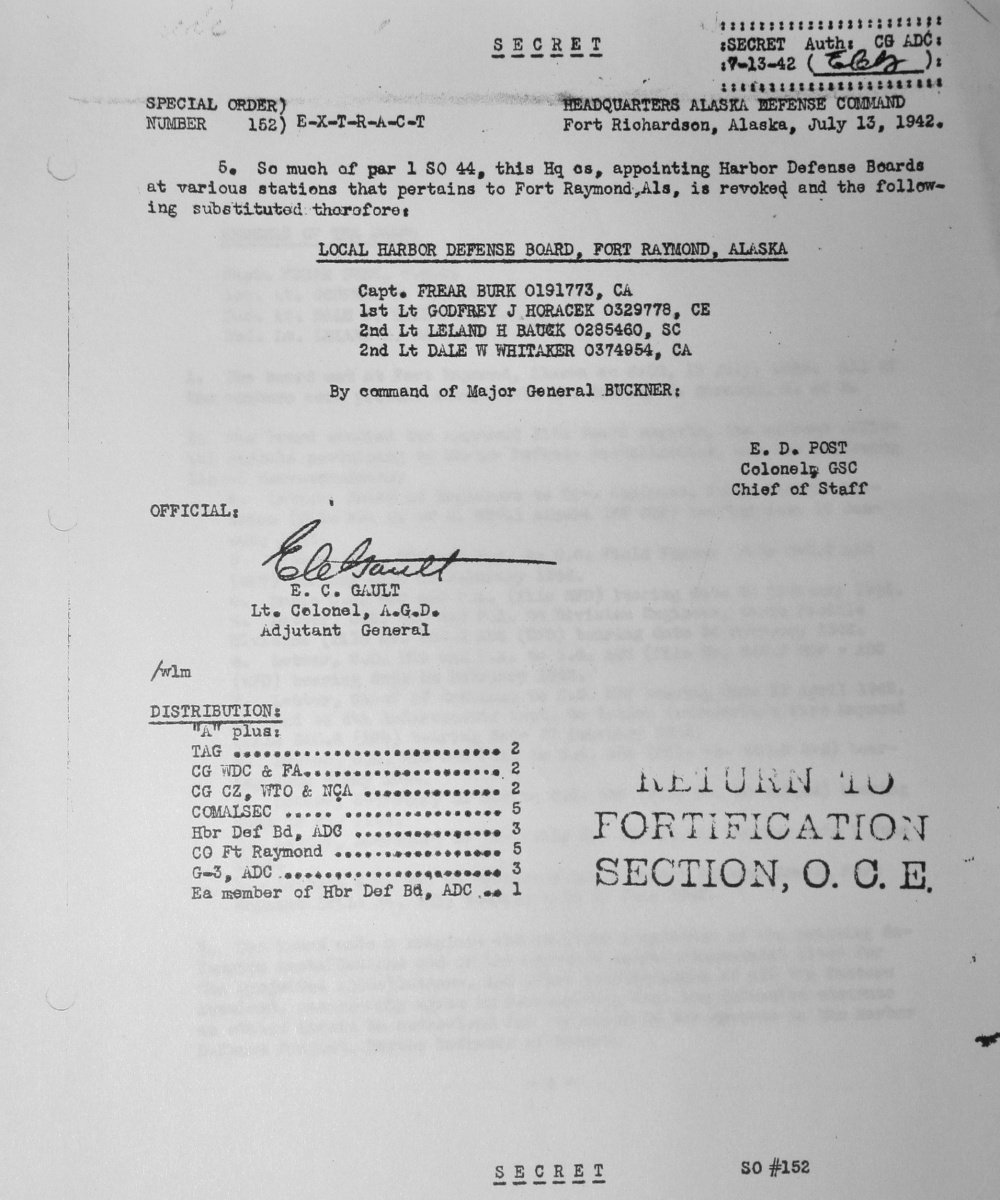 S E C R E T
::::::::::::::::::::::::
:SECRET Auth: CG ADC:
:7-13-42 ( ECG ):
::::::::::::::::::::::::
SPECIAL ORDER) HEADQUARTERS ALASKA DEFENSE COMMAND
NUMBER 152) E-X-T-R-A-C-T Fort Richardson, Alaska, July 13, 1942.
5. So much of par 1 SO 44, this Hq cs, appointing Harbor Defense Boards
at various stations that pertains to Fort Raymond,Als, is revoked and the follow-
ing substituted therefore:
LOCAL HARBOR DEFENSE BOARD, FORT RAYMOND, ALASKA
Capt. FREAR BURK O191773, CA
1st Lt GODFREY J HORACEK O329778, CE
2nd Lt LELAND H BAUCK O285460, SC
2nd Lt DALE W WHITAKER O374954, CA
By command of Major General BUCKNER:
E. D. POST
Colonel, GSC
Chief of Staff
OFFICIAL:
E C Gault
E. C. GAULT
Lt. Colonel, A.G.D.
Adjutant General
/wlm
DISTRIBUTION:
"A" plus:
TAG ............................ 2
CG WDC & FA..................... 2
CG CZ, WTO & NCA ............... 2
COMALSEC ..... ................. 5
Hbr Def Bd, ADC ................ 3
CO Ft Raymond .................. 5
G-3, ADC ....................... 3
Ea member of Hbr Def Bd, ADC ... 1
RETURN TO
FORTIFICATION
SECTION, O. C. E.
S E C R E T
SO #152